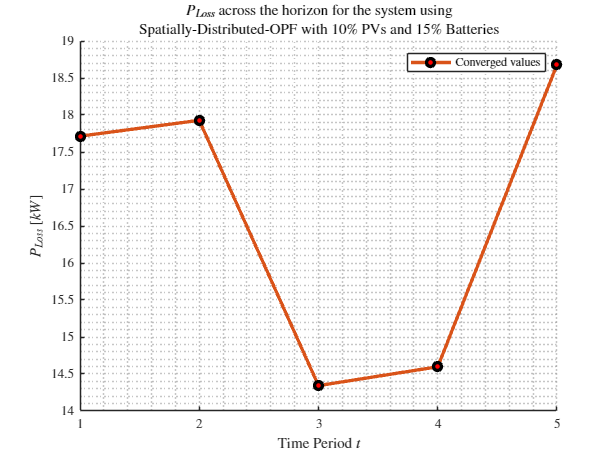 P_Loss across the horizon for the system using
Spatially-Distributed-OPF with 10% PVs and 15% Batteries
Converged values
19
18.5
18
17.5
17
16.5
16
15.5
15
14.5
14
P_Loss [kW]
1 2 3 4 5
Time Period t